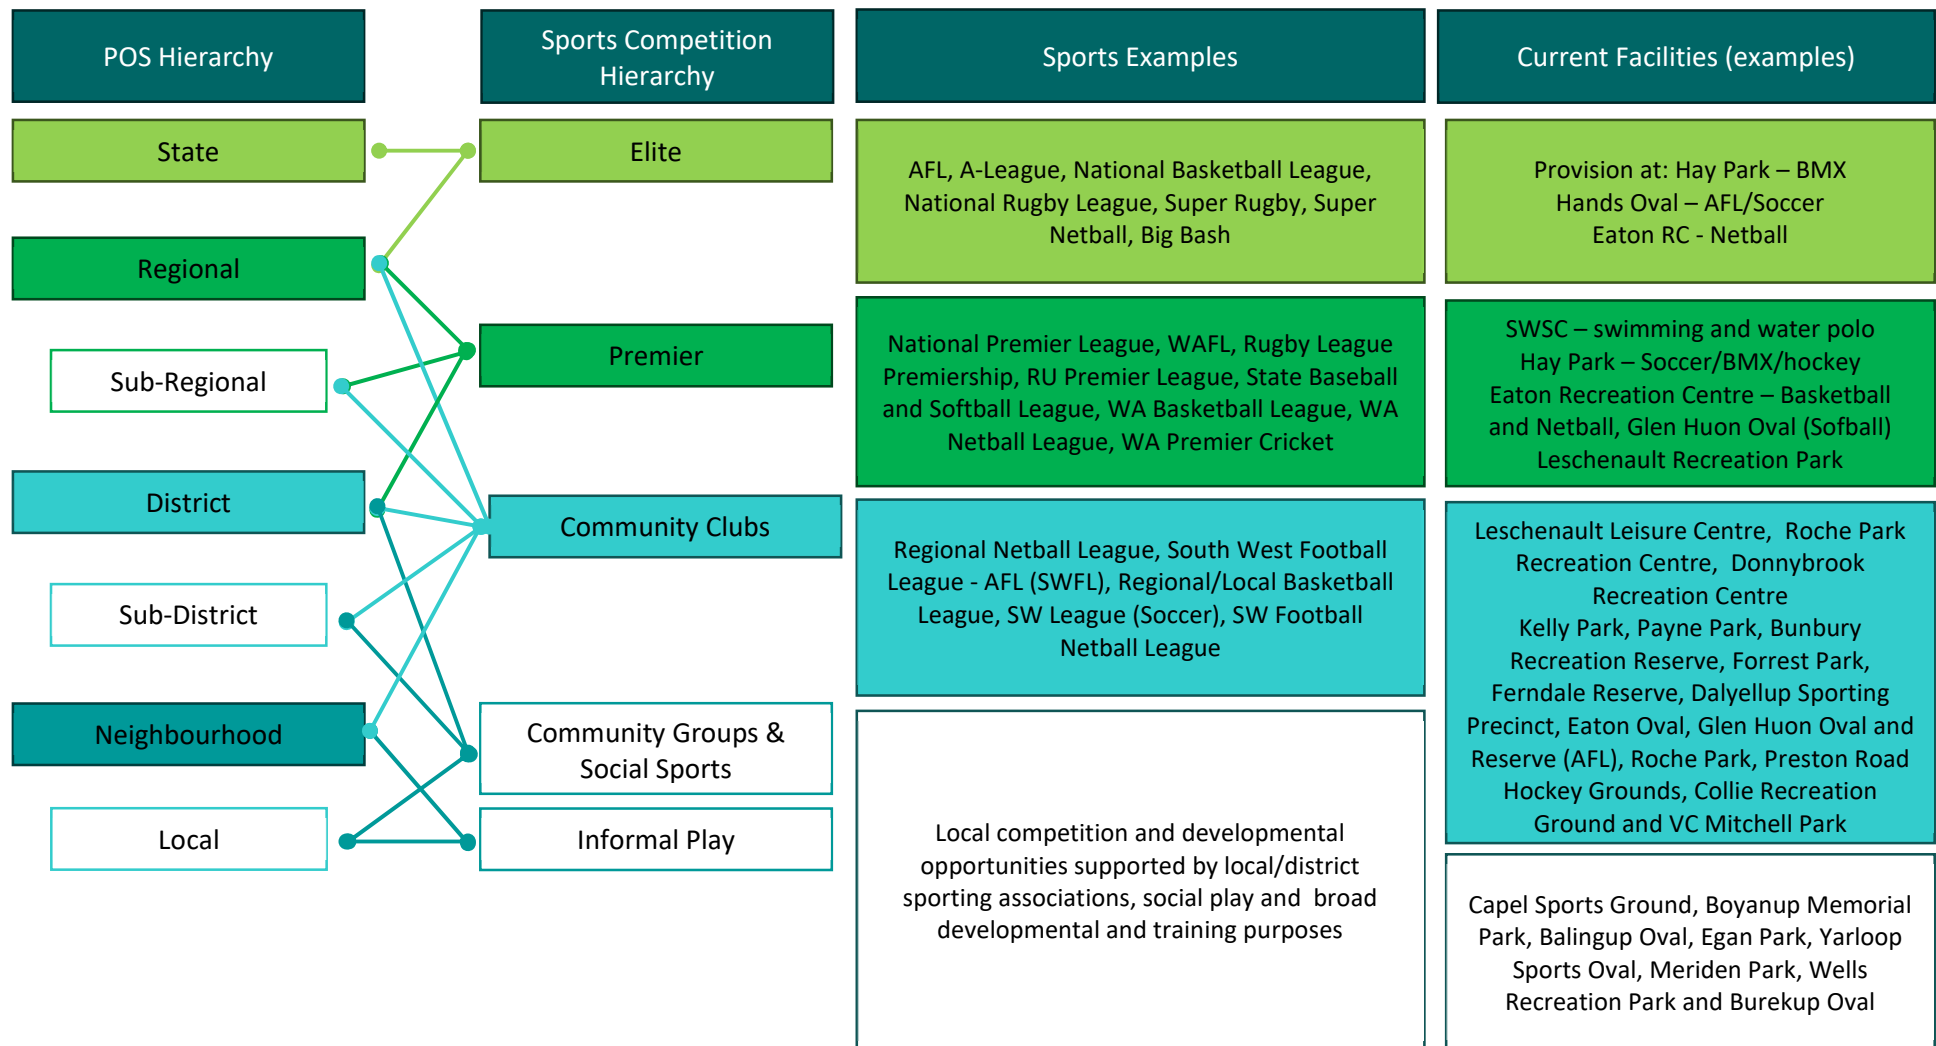 POS Hierarchy
Sports Competition
Hierarchy
Sports Examples
Current Facilities (examples)
State
Regional
Sub-Regional
District
Sub-District
Neighbourhood
Local
Elite
Premier
Community Clubs
Community Groups &
Social Sports
Informal Play
AFL, A-League, National Basketball League,
National Rugby League, Super Rugby, Super
Netball, Big Bash
National Premier League, WAFL, Rugby League
Premiership, RU Premier League, State Baseball
and Softball League, WA Basketball League, WA
Netball League, WA Premier Cricket
Regional Netball League, South West Football
League - AFL (SWFL), Regional/Local Basketball
League, SW League (Soccer), SW Football
Netball League
Local competition and developmental
opportunities supported by local/district
sporting associations, social play and broad
developmental and training purposes
Provision at: Hay Park – BMX
Hands Oval – AFL/Soccer
Eaton RC - Netball
SWSC – swimming and water polo
Hay Park – Soccer/BMX/hockey
Eaton Recreation Centre – Basketball
and Netball, Glen Huon Oval (Sofball)
Leschenault Recreation Park
Leschenault Leisure Centre, Roche Park
Recreation Centre, Donnybrook
Recreation Centre
Kelly Park, Payne Park, Bunbury
Recreation Reserve, Forrest Park,
Ferndale Reserve, Dalyellup Sporting
Precinct, Eaton Oval, Glen Huon Oval and
Reserve (AFL), Roche Park, Preston Road
Hockey Grounds, Collie Recreation
Ground and VC Mitchell Park
Capel Sports Ground, Boyanup Memorial
Park, Balingup Oval, Egan Park, Yarloop
Sports Oval, Meriden Park, Wells
Recreation Park and Burekup Oval